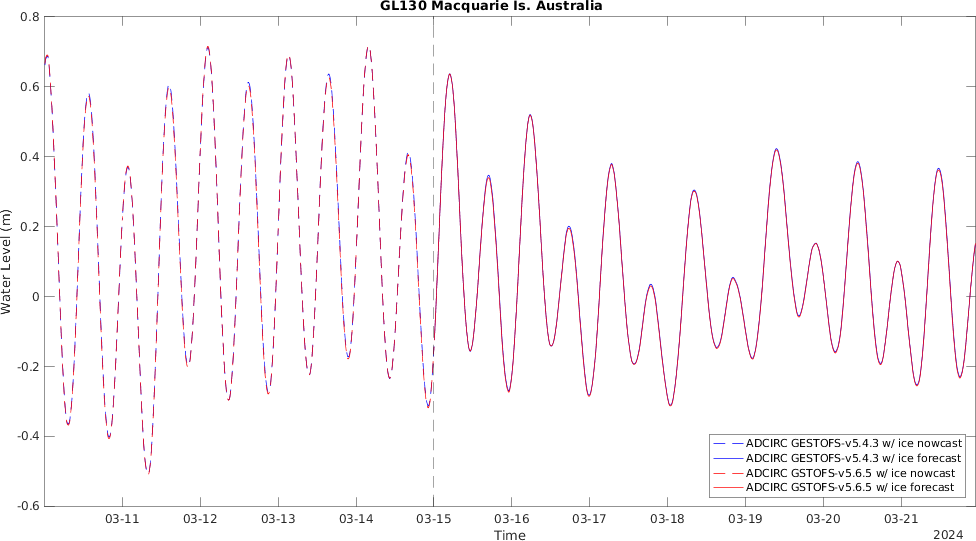 GL130 Macquarie Is. Australia
0.8
0.6
0.4
0.2
0
-0.2
-0.4
-0.6
Water Level (m)
ADCIRC GESTOFS-v5.4.3 w/ ice nowcast
ADCIRC GESTOFS-v5.4.3 w/ ice forecast
ADCIRC GSTOFS-v5.6.5 w/ ice nowcast
ADCIRC GSTOFS-v5.6.5 w/ ice forecast
03-11 03-12 03-13 03-14 03-15 03-16 03-17 03-18 03-19 03-20 03-21
Time
2024